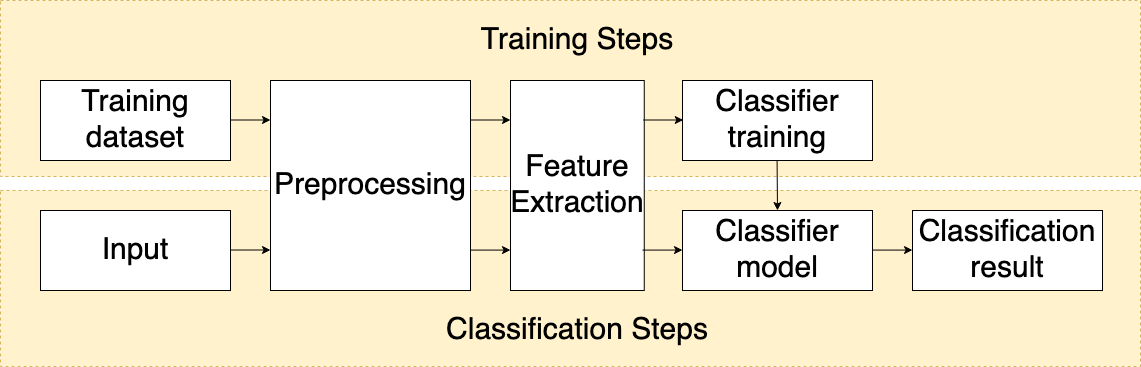 Training Steps
Training
dataset
Preprocessing
Feature
Extraction
Classifier
training
Input
Classifier
model
Classification
result
Classification Steps